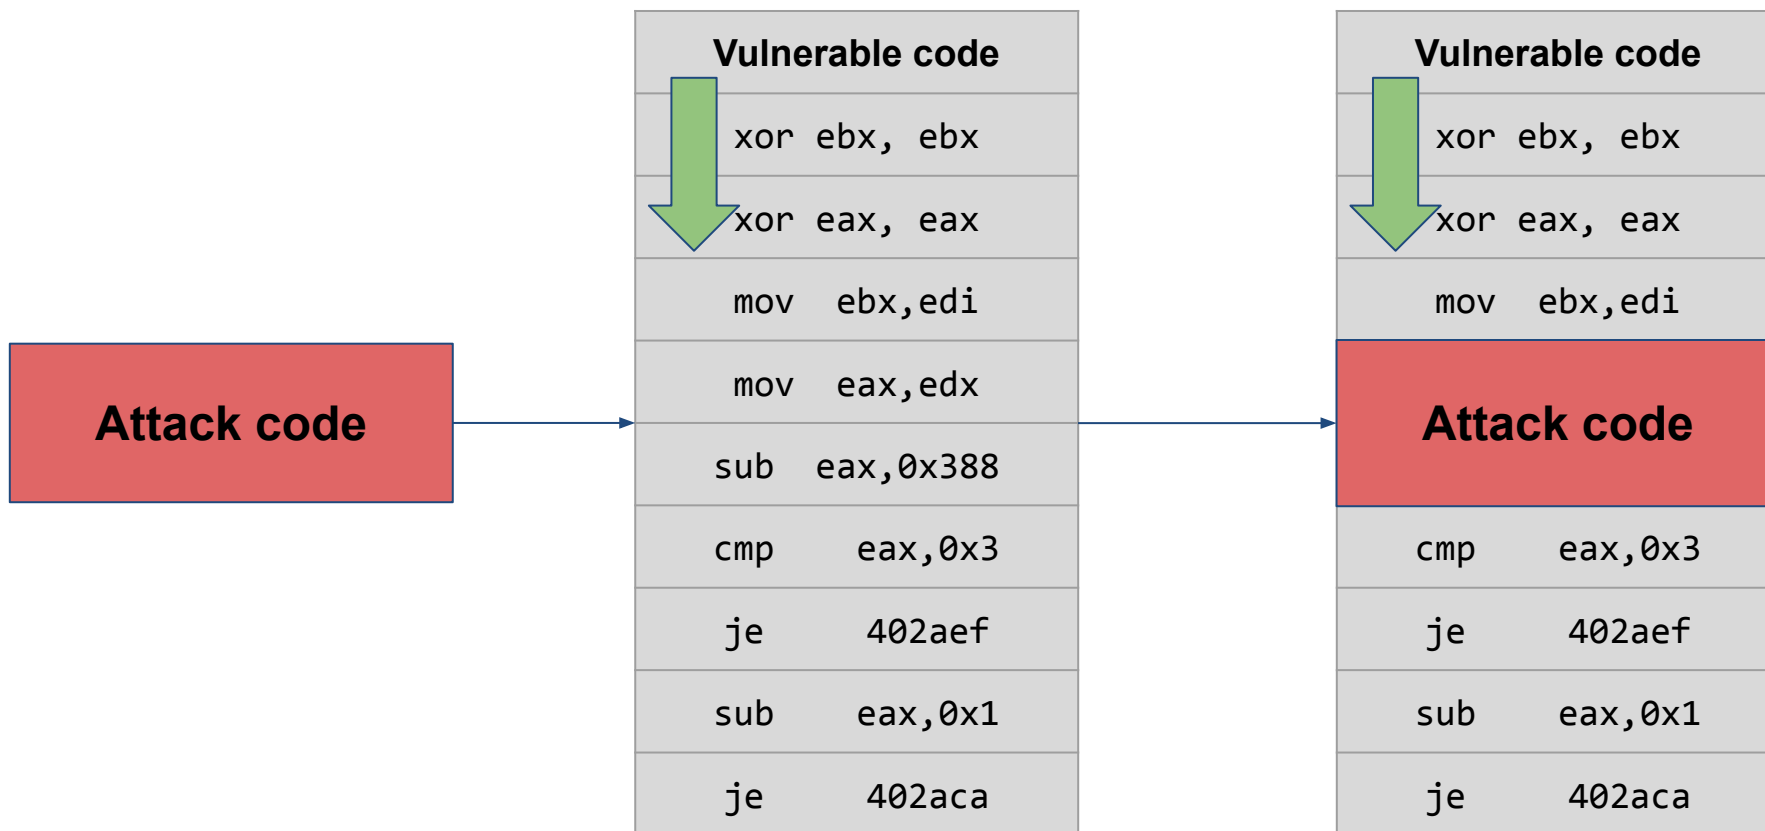 Attack code
Vulnerable code
xor ebx, ebx
xor eax, eax
mov ebx,edi
mov eax,edx
sub eax,0x388
cmp eax,0x3
je 402aef
sub eax,0x1
je 402aca
Vulnerable code
xor ebx, ebx
xor eax, eax
mov ebx,edi
Attack code
cmp eax,0x3
je 402aef
sub eax,0x1
je 402aca